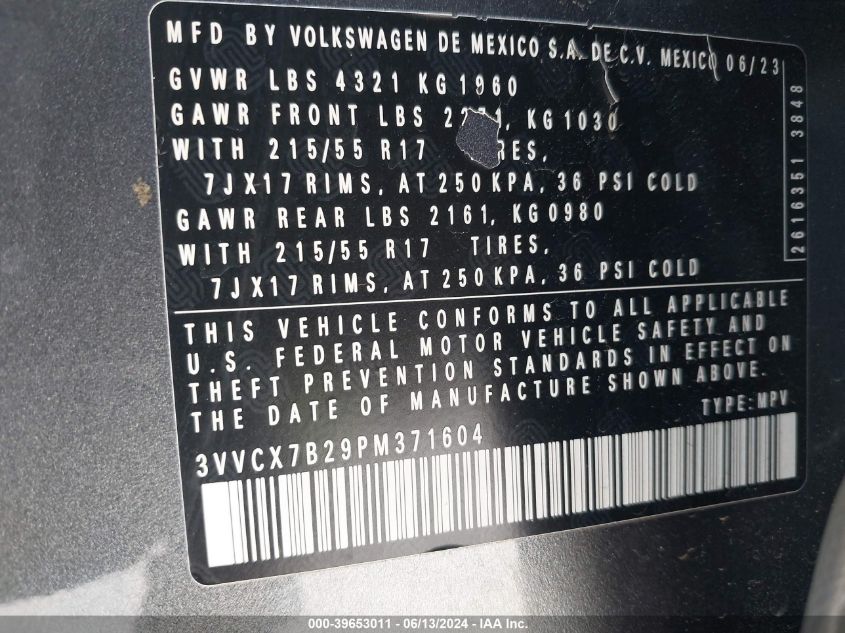 MFD BY VOLKSWAGEN DE MEXICO S.A. DE C.V. MEXICO 06/23
GVWR LBS 4321 KG 1960
GAWR FRONT LBS KG 1030
WITH 215/55 R17
7JX17 RIMS, AT 250 KPA, 36 PSI COLD
GAWR REAR LBS 2161, KG 0980
WITH 215/55 R17 TIRES,
7JX17 RIMS, AT 250 KPA, 36 PSI COLD
2616351 3848
THIS VEHICLE CONFORMS TO ALL APPLICABLE
U.S. FEDERAL MOTOR VEHICLE SAFETY AND
THEFT PREVENTION STANDARDS IN EFFECT ON
THE DATE OF MANUFACTURE SHOWN ABOVE.
TYPE: MPV
3VVCX7B29PM371604
000-39653011 - 06/13/2024 - IAA Inc.